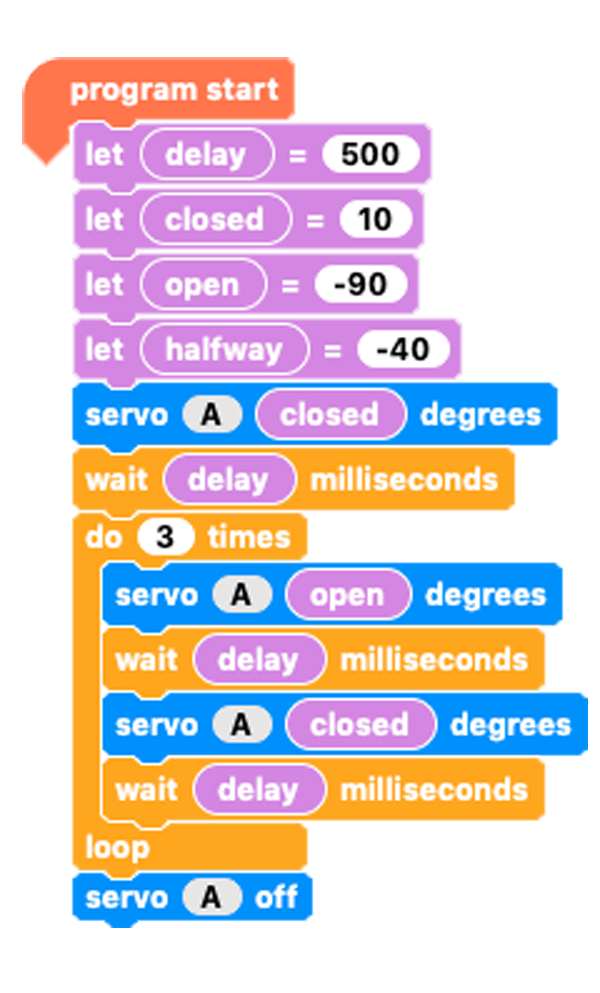 program start
let delay = 500
let closed = 10
let open = -90
let halfway = -40
servo A closed degrees
wait delay milliseconds
do 3 times
servo A open degrees
wait delay milliseconds
servo A closed degrees
wait delay milliseconds
loop
servo A off